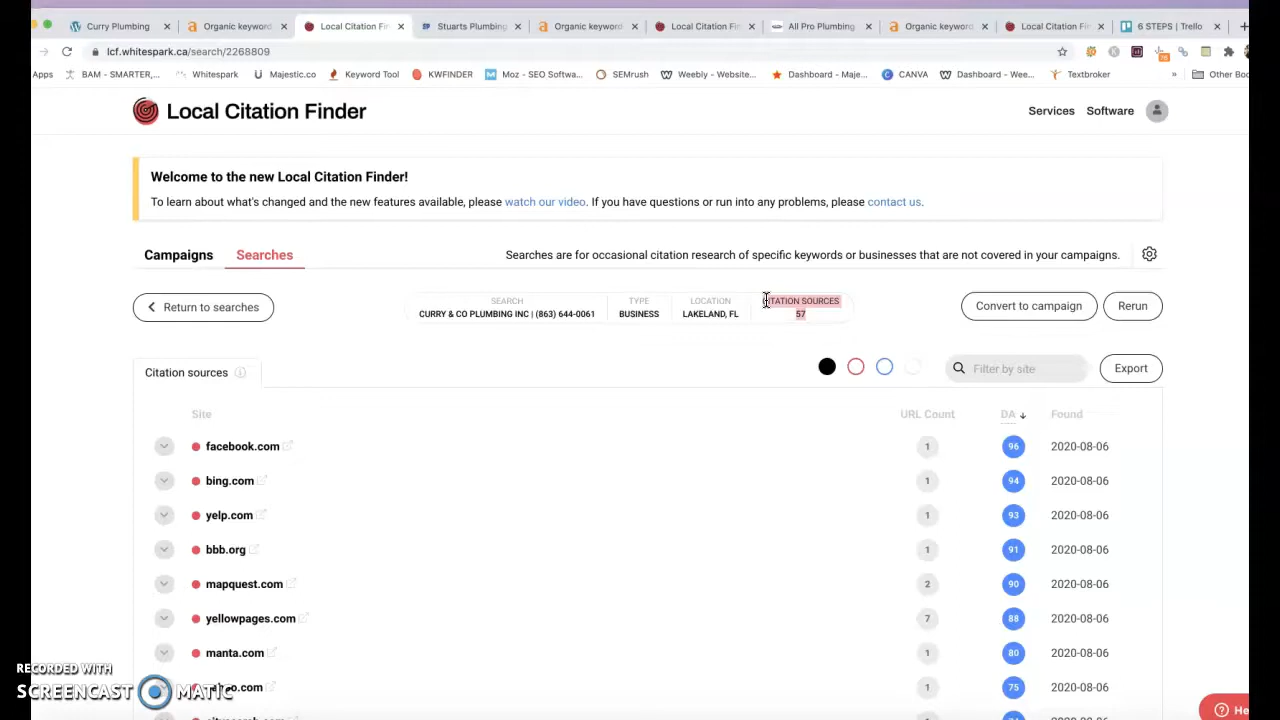 Curry Plumbing
Organic keyword
Local Citation Fin
Stuarts Plumbing
Organic keyword
Local Citation Fin
All Pro Plumbing
Organic keyword
Local Citation Fin
6 STEPS | Trello
lcf.whitespark.ca/search/2268809
Apps
BAM - SMARTER,...
Whitespark
Majestic.co
Keyword Tool
KWFINDER
Moz - SEO Softwa...
SEMrush
Weebly - Website...
Dashboard - Maje...
CANVA
Dashboard - Wee...
Textbroker
»
Other Boo
Local Citation Finder
Services
Software
Welcome to the new Local Citation Finder!
To learn about what's changed and the new features available, please watch our video. If you have questions or run into any problems, please contact us.
Campaigns
Searches
Searches are for occasional citation research of specific keywords or businesses that are not covered in your campaigns.
Return to searches
SEARCH
CURRY & CO PLUMBING INC | (863) 644-0061
TYPE
BUSINESS
LOCATION
LAKELAND, FL
CITATION SOURCES
57
Convert to campaign
Rerun
Citation sources
Filter by site
Export
Site URL Count DA Found
facebook.com 1 96 2020-08-06
bing.com 1 94 2020-08-06
yelp.com 1 93 2020-08-06
bbb.org 1 91 2020-08-06
mapquest.com 2 90 2020-08-06
yellowpages.com 7 88 2020-08-06
manta.com 1 80 2020-08-06
1 75 2020-08-06
RECORDED WITH
SCREENCAST MATIC
He